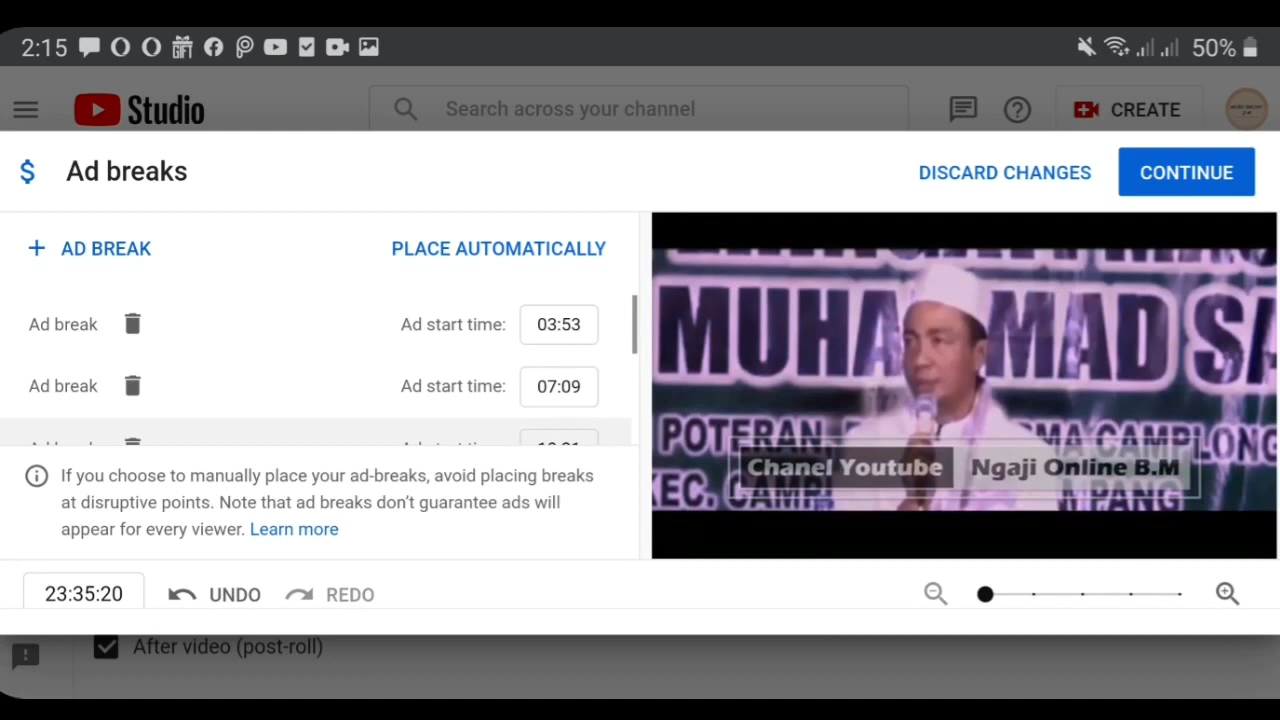 2:15
GIFT
50%
Studio
Search across your channel
CREATE
$ Ad breaks
DISCARD CHANGES
CONTINUE
+ AD BREAK
PLACE AUTOMATICALLY
Ad break
Ad start time:
03:53
Ad break
Ad start time:
07:09
If you choose to manually place your ad-breaks, avoid placing breaks
at disruptive points. Note that ad breaks don't guarantee ads will
appear for every viewer. Learn more
MUHAMMAD SA
POTERAN
CAMPLONG
Chanel Youtube Ngaji Online B.M
KEC. CAMP
MPANG
23:35:20
UNDO
REDO
After video (post-roll)